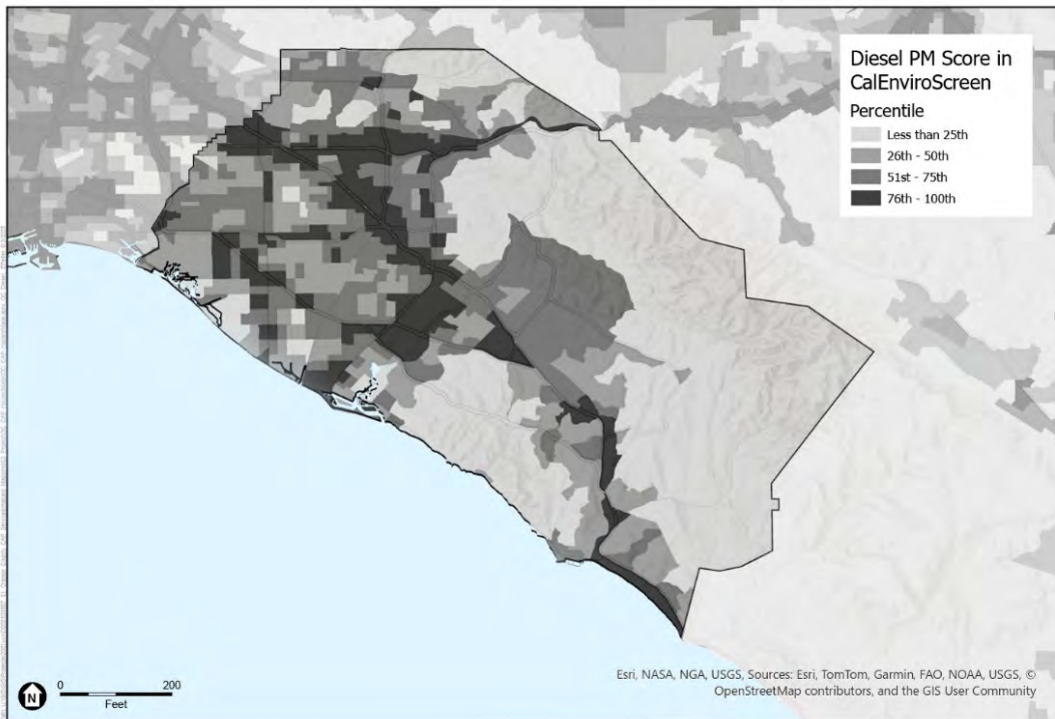 Diesel PM Score in
CalEnviroScreen
Percentile
Less than 25th
26th - 50th
51st - 75th
76th - 100th
N
0 200
Feet
Esri, NASA, NGA, USGS, Sources: Esri, TomTom, Garmin, FAO, NOAA, USGS, ©
OpenStreetMap contributors, and the GIS User Community